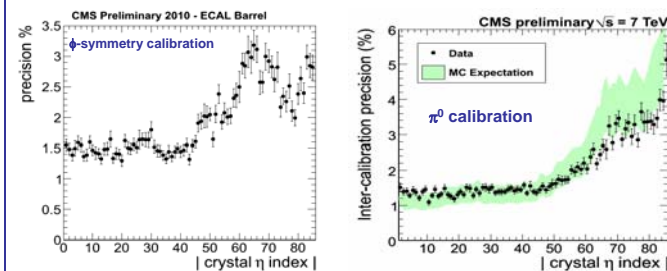 CMS Preliminary 2010 - ECAL Barrel
precision %
3.5
3
2.5
2
1.5
1
0.5
0
ϕ-symmetry calibration
0 10 20 30 40 50 60 70 80
| crystal η index |
CMS preliminary √s = 7 TeV
Inter-calibration precision (%)
6
5
4
3
2
1
0
Data
MC Expectation
π⁰ calibration
10 20 30 40 50 60 70 80
| crystal η index |